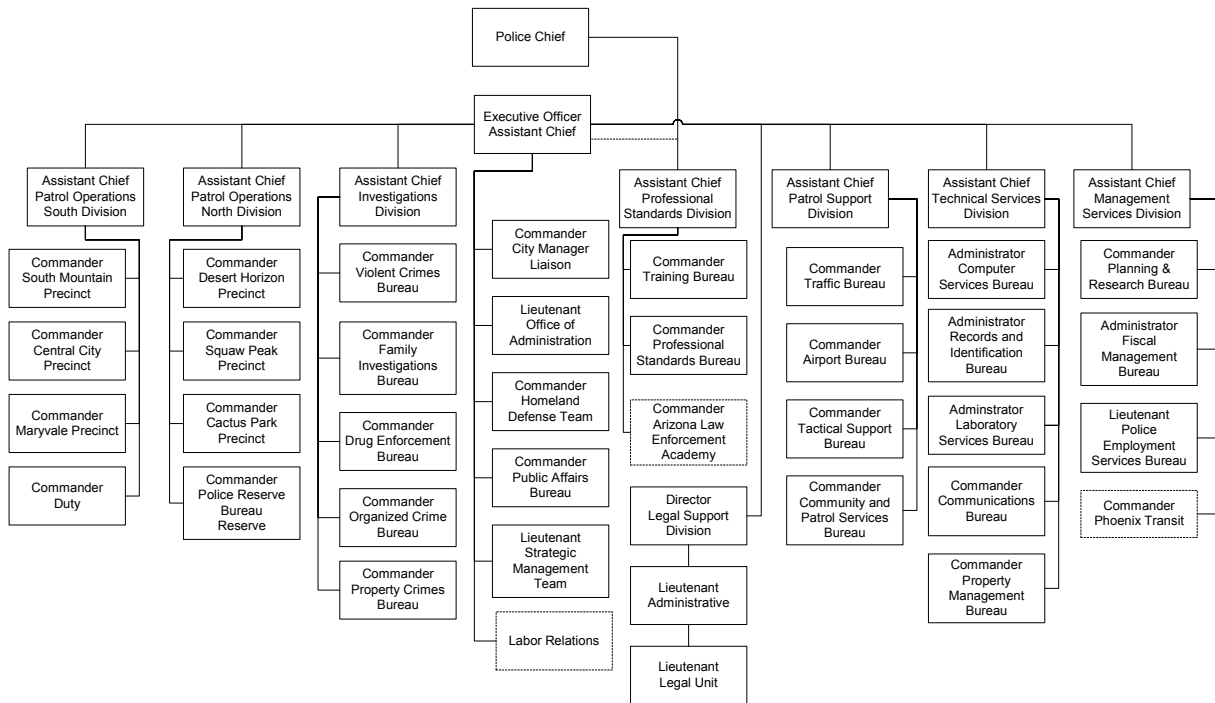 Police Chief
Executive Officer
Assistant Chief
Assistant Chief
Patrol Operations
South Division
Commander
South Mountain
Precinct
Commander
Central City
Precinct
Commander
Maryvale Precinct
Commander
Duty
Assistant Chief
Patrol Operations
North Division
Commander
Desert Horizon
Precinct
Commander
Squaw Peak
Precinct
Commander
Cactus Park
Precinct
Commander
Police Reserve
Bureau
Reserve
Assistant Chief
Investigations
Division
Commander
Violent Crimes
Bureau
Commander
Family
Investigations
Bureau
Commander
Drug Enforcement
Bureau
Commander
Organized Crime
Bureau
Commander
Property Crimes
Bureau
Commander
City Manager
Liaison
Lieutenant
Office of
Administration
Commander
Homeland
Defense Team
Commander
Public Affairs
Bureau
Lieutenant
Strategic
Management
Team
Labor Relations
Assistant Chief
Professional
Standards Division
Commander
Training Bureau
Commander
Professional
Standards Bureau
Commander
Arizona Law
Enforcement
Academy
Director
Legal Support
Division
Lieutenant
Administrative
Lieutenant
Legal Unit
Assistant Chief
Patrol Support
Division
Commander
Traffic Bureau
Commander
Airport Bureau
Commander
Tactical Support
Bureau
Commander
Community and
Patrol Services
Bureau
Assistant Chief
Technical Services
Division
Administrator
Computer
Services Bureau
Administrator
Records and
Identification
Bureau
Adminstrator
Laboratory
Services Bureau
Commander
Communications
Bureau
Commander
Property
Management
Bureau
Assistant Chief
Management
Services Division
Commander
Planning &
Research Bureau
Administrator
Fiscal
Management
Bureau
Lieutenant
Police
Employment
Services Bureau
Commander
Phoenix Transit